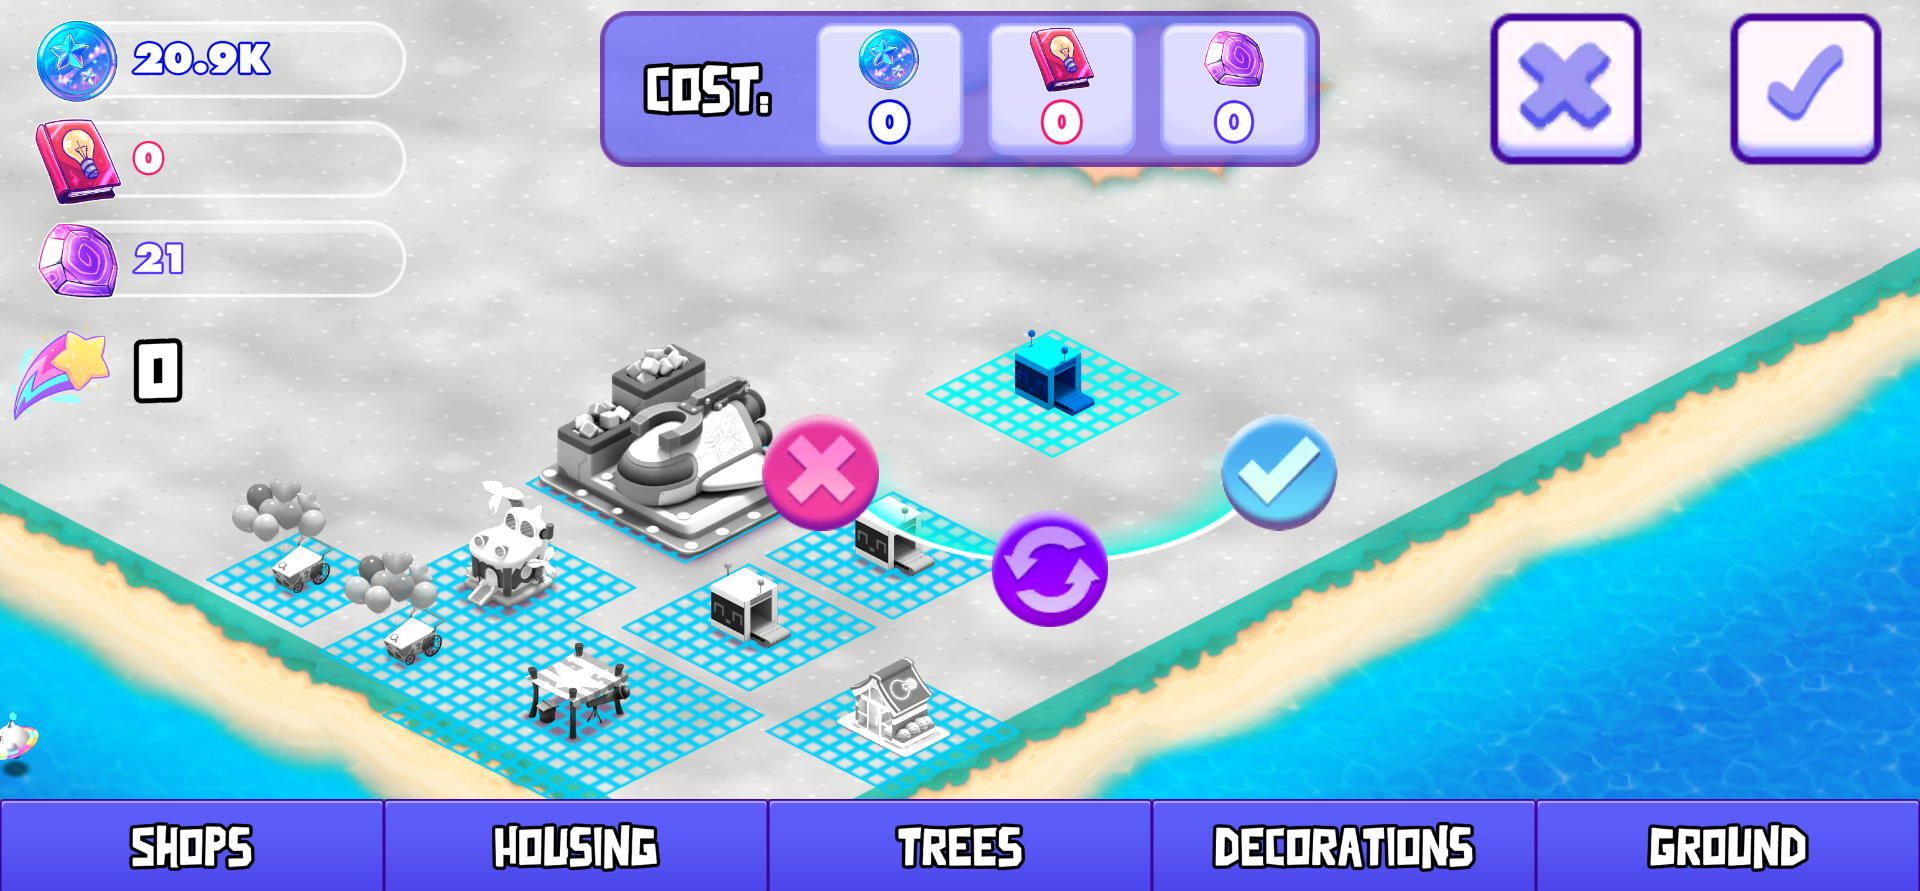 20.9K
0
21
0
COST:
0
0
0
SHOPS
HOUSING
TREES
DECORATIONS
GROUND